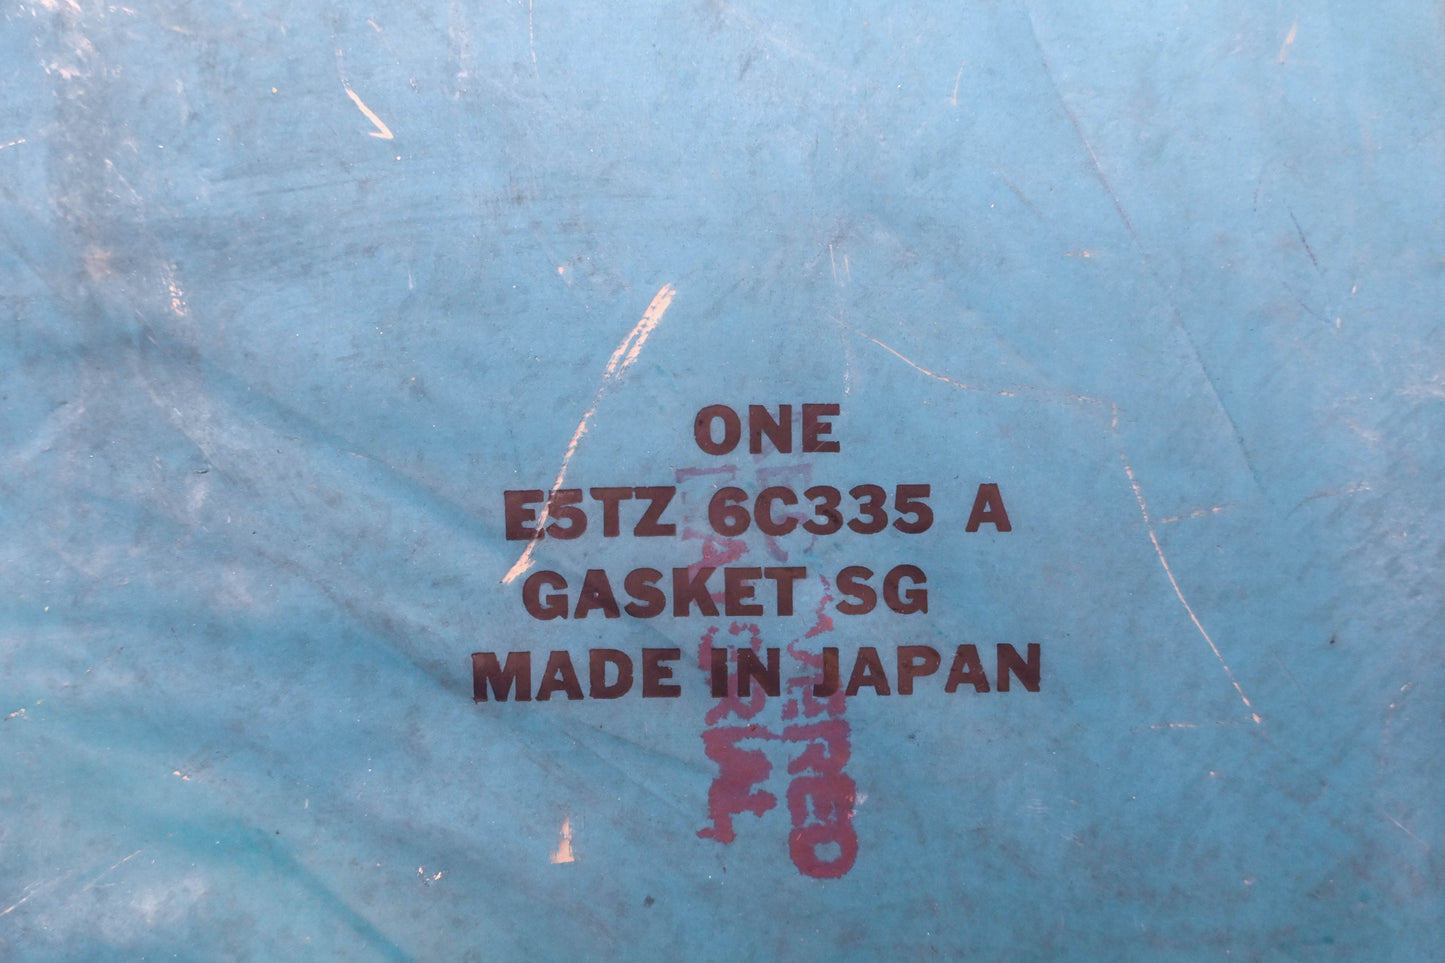 ONE
E5TZ 6C335 A
GASKET SG
MADE IN JAPAN